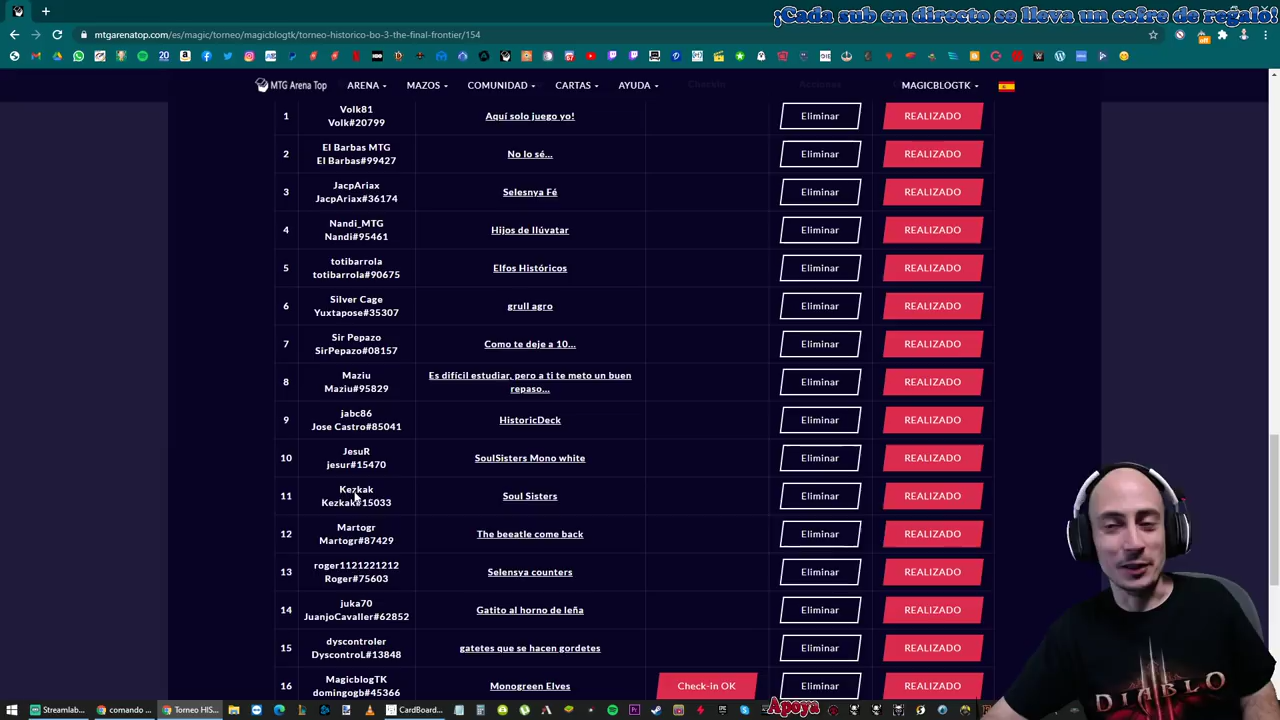 ¡Cada sub en directo se lleva un cofre de regalo!
mtgarenatop.com/es/magic/torneo/magicblogtk/torneo-historico-bo-3-the-final-frontier/154
MTG Arena Top ARENA MAZOS COMUNIDAD CARTAS AYUDA MAGICBLOGTK
Volk81
1 Aquí solo juego yo! Eliminar REALIZADO
Volk#20799
El Barbas MTG
2 No lo sé... Eliminar REALIZADO
El Barbas#99427
JacpAriax
3 Selesnya Fé Eliminar REALIZADO
JacpAriax#36174
Nandi_MTG
4 Hijos de Ilúvatar Eliminar REALIZADO
Nandi#95461
totibarrola
5 Elfos Históricos Eliminar REALIZADO
totibarrola#90675
Silver Cage
6 grull agro Eliminar REALIZADO
Yuxtapose#35307
Sir Pepazo
7 Como te deje a 10... Eliminar REALIZADO
SirPepazo#08157
Maziu Es difícil estudiar, pero a ti te meto un buen
8 Eliminar REALIZADO
Maziu#95829 repaso...
jabc86
9 HistoricDeck Eliminar REALIZADO
Jose Castro#85041
JesuR
10 SoulSisters Mono white Eliminar REALIZADO
jesur#15470
Kezkak
11 Soul Sisters Eliminar REALIZADO
Kezkak#15033
Martogr
12 The beeatle come back Eliminar REALIZADO
Martogr#87429
roger1121221212
13 Selensya counters Eliminar REALIZADO
Roger#75603
juka70
14 Gatito al horno de leña Eliminar REALIZADO
JuanjoCavaller#62852
dyscontroler
15 gatetes que se hacen gordetes Eliminar REALIZADO
DyscontroL#13848
MagicblogTK
16 Monogreen Elves Check-in OK Eliminar REALIZADO
domingogb#45366
DIABLO
Apoya
Streamlab... comando ... Torneo HIS... CardBoard...